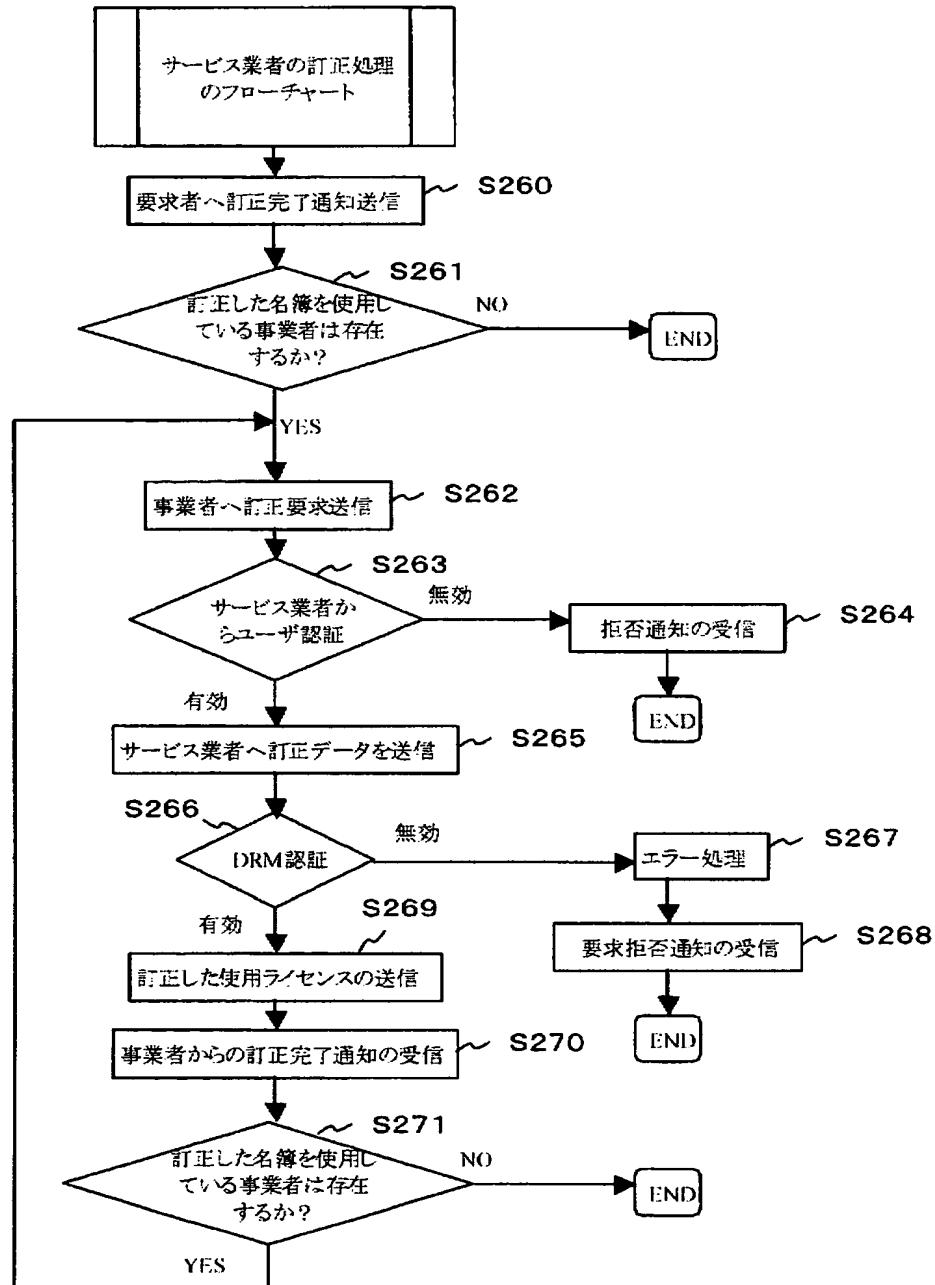 サービス業者の訂正処理
のフローチャート
要求者へ訂正完了通知送信
S260
S261
訂正した名簿を使用し
ている事業者は存在
するか?
NO
END
YES
事業者へ訂正要求送信
S262
S263
サービス業者か
らユーザ認証
無効
拒否通知の受信
S264
END
有効
サービス業者へ訂正データを送信
S265
S266
DRM認証
無効
エラー処理
S267
有効
S269
要求拒否通知の受信
S268
訂正した使用ライセンスの送信
END
事業者からの訂正完了通知の受信
S270
S271
訂正した名簿を使用し
ている事業者は存在
するか?
NO
END
YES